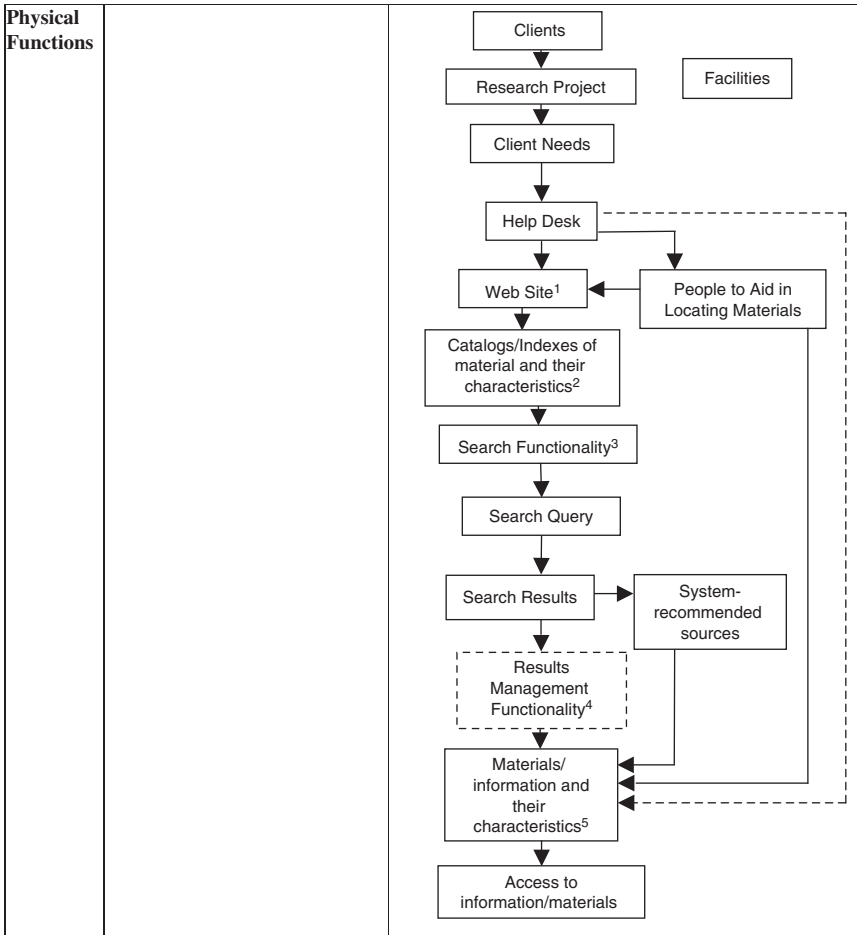 Physical
Functions
Clients
Research Project
Facilities
Client Needs
Help Desk
Web Site1
People to Aid in
Locating Materials
Catalogs/Indexes of
material and their
characteristics2
Search Functionality3
Search Query
Search Results
System-
recommended
sources
Results
Management
Functionality4
Materials/
information and
their
characteristics5
Access to
information/materials